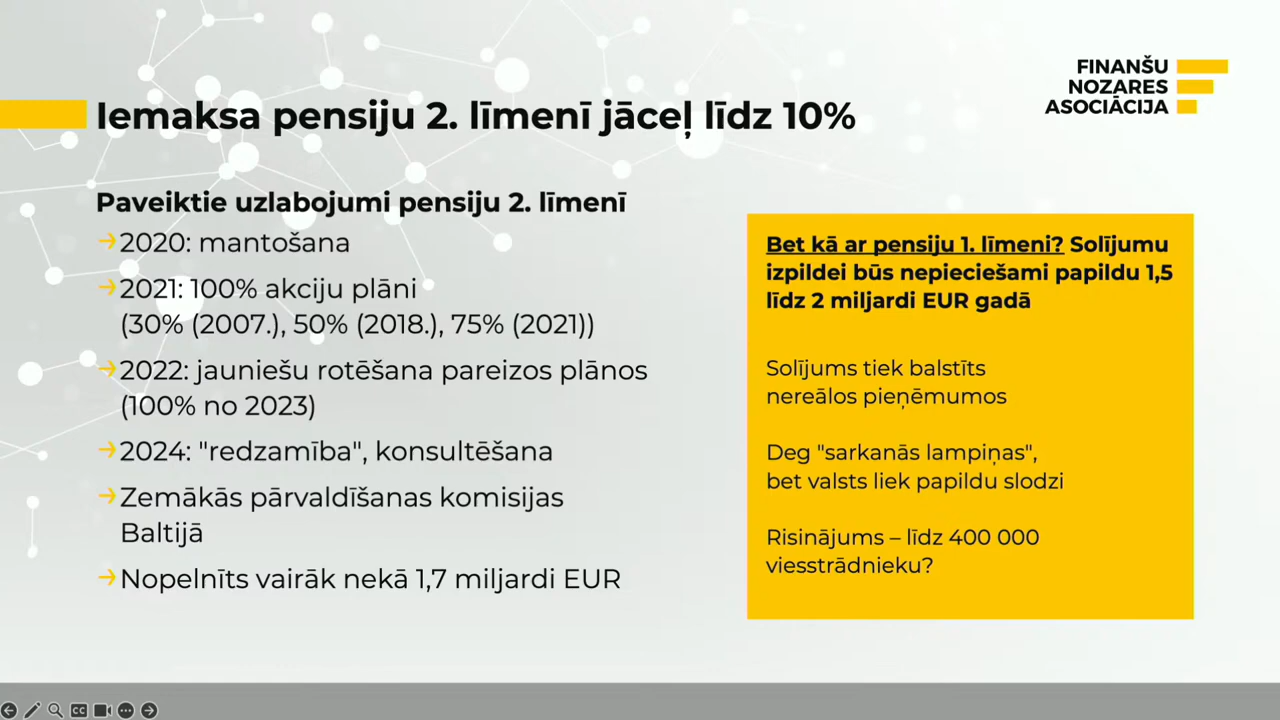 FINANŠU
NOZARES
ASOCIĀCIJA
Iemaksa pensiju 2. līmenī jāceļ līdz 10%
Paveiktie uzlabojumi pensiju 2. līmenī
→2020: mantošana
→2021: 100% akciju plāni
(30% (2007.), 50% (2018.), 75% (2021))
→2022: jauniešu rotēšana pareizos plānos
(100% no 2023)
→2024: "redzamība", konsultēšana
→Zemākās pārvaldīšanas komisijas
Baltijā
→Nopelnīts vairāk nekā 1,7 miljardi EUR
Bet kā ar pensiju 1. līmeni? Solījumu
izpildei būs nepieciešami papildu 1,5
līdz 2 miljardi EUR gadā
Solījums tiek balstīts
nereālos pieņēmumos
Deg "sarkanās lampiņas",
bet valsts liek papildu slodzi
Risinājums – līdz 400 000
viesstrādnieku?
CC